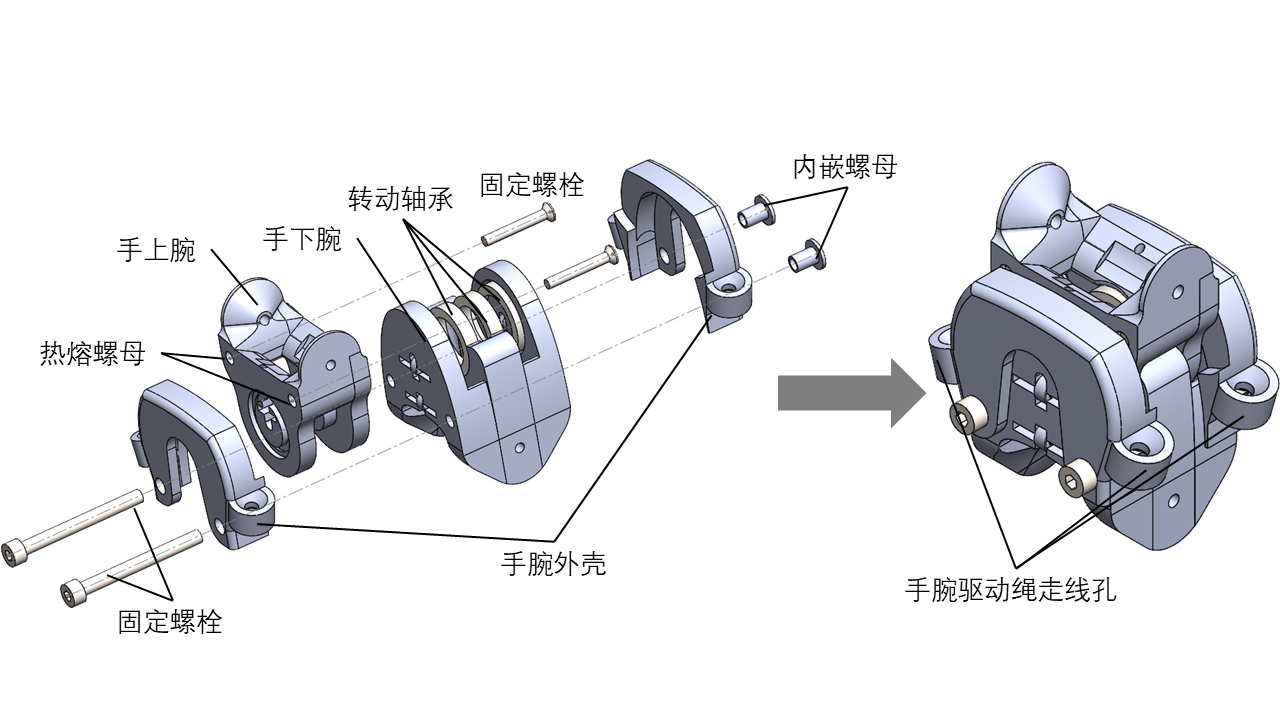 内嵌螺母
固定螺栓
转动轴承
手下腕
手上腕
热熔螺母
手腕外壳
手腕驱动绳走线孔
固定螺栓